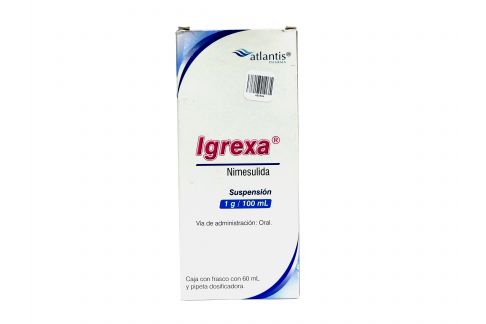 atlantis®
PHARMA
Igrexa®
Nimesulida
Suspensión
1 g / 100 mL
Vía de administración: Oral.
Caja con frasco con 60 mL
y pipeta dosificadora.